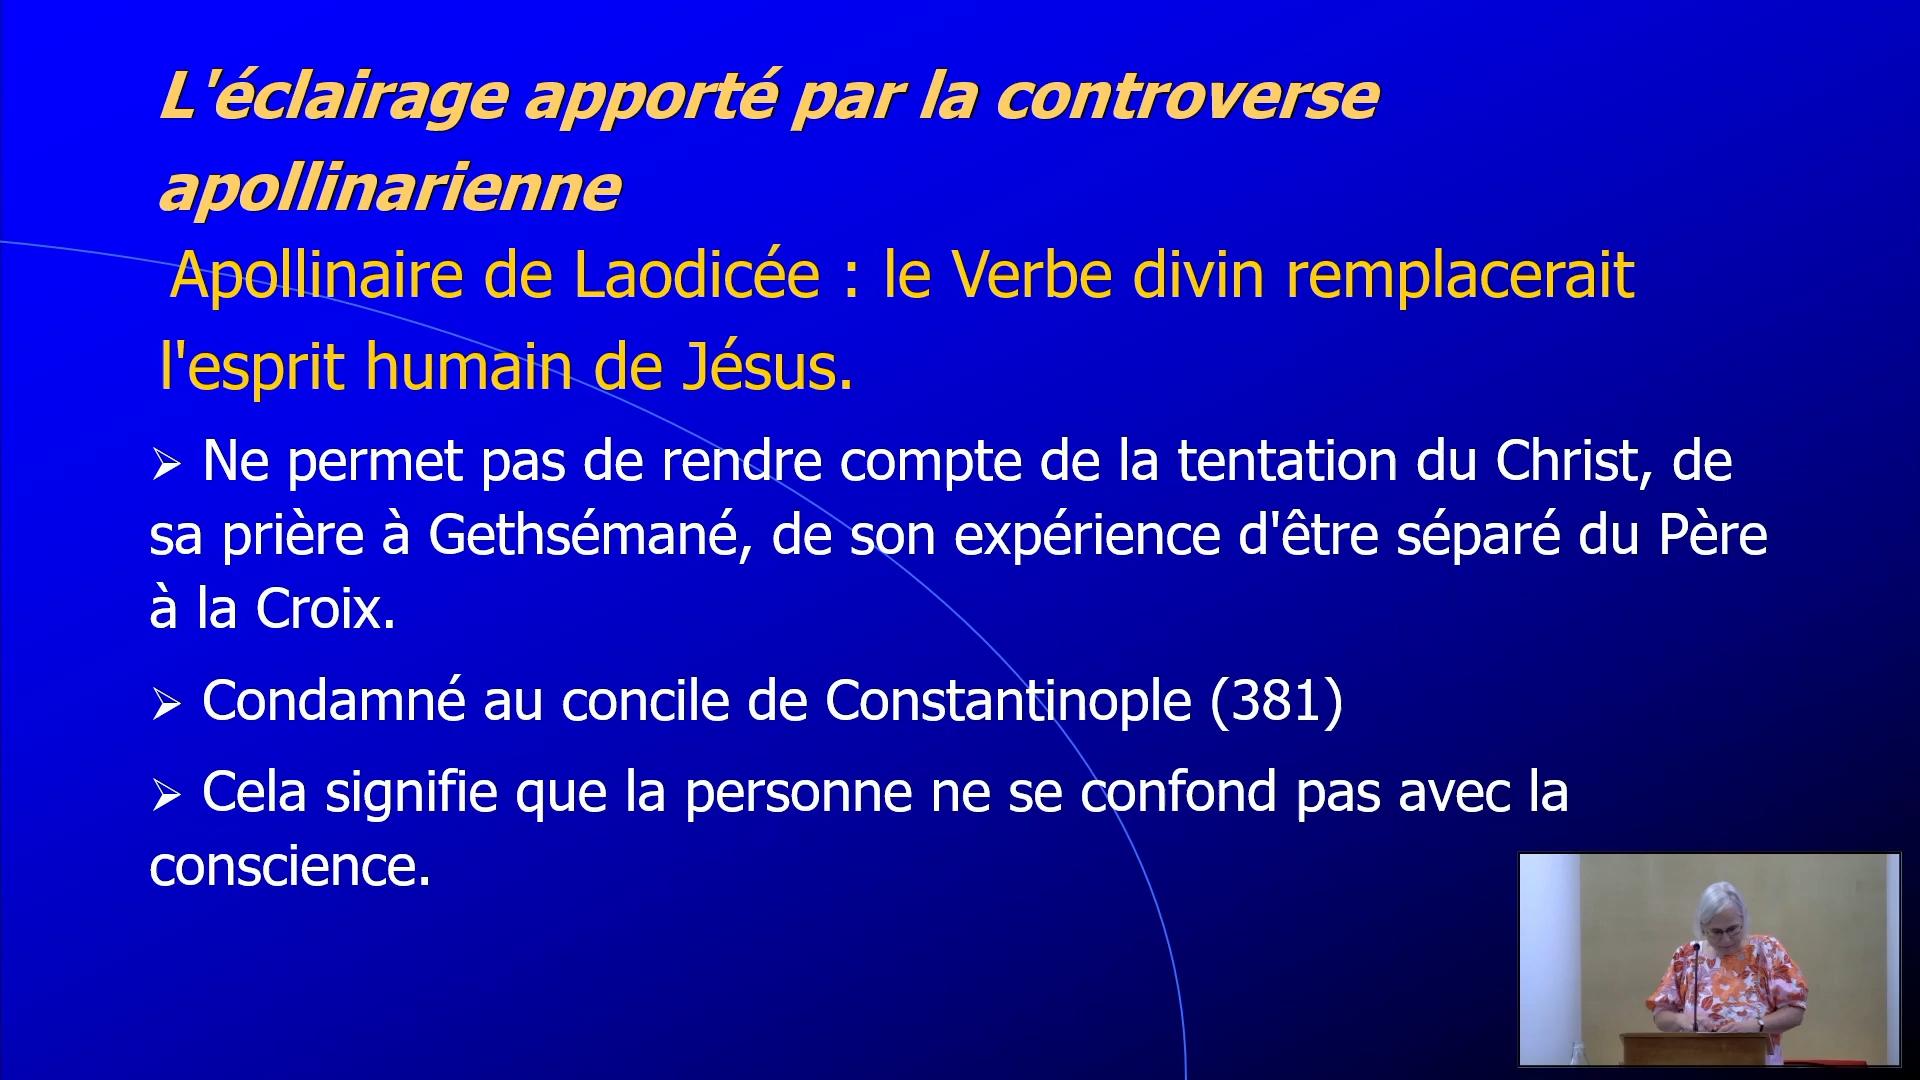 L'éclairage apporté par la controverse
apollinarienne
Apollinaire de Laodicée : le Verbe divin remplacerait
l'esprit humain de Jésus.
➢ Ne permet pas de rendre compte de la tentation du Christ, de
sa prière à Gethsémané, de son expérience d'être séparé du Père
à la Croix.
➢ Condamné au concile de Constantinople (381)
➢ Cela signifie que la personne ne se confond pas avec la
conscience.